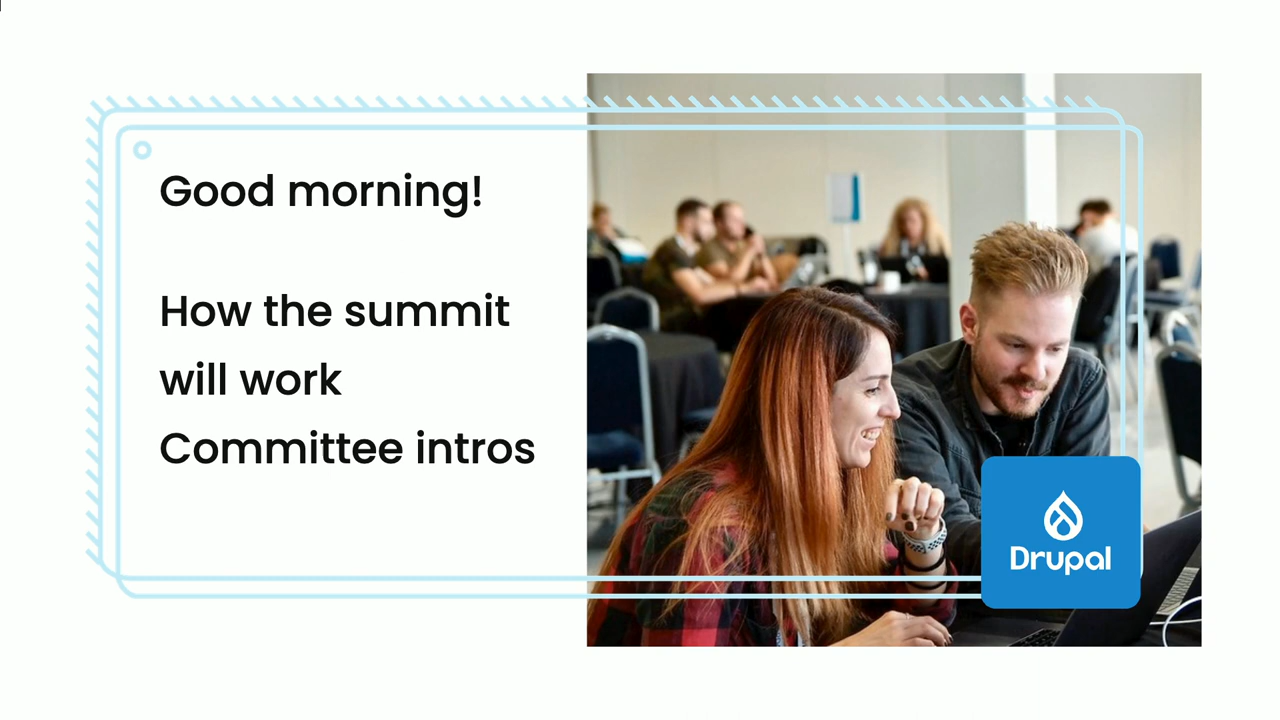 Good morning!
How the summit
will work
Committee intros
Drupal